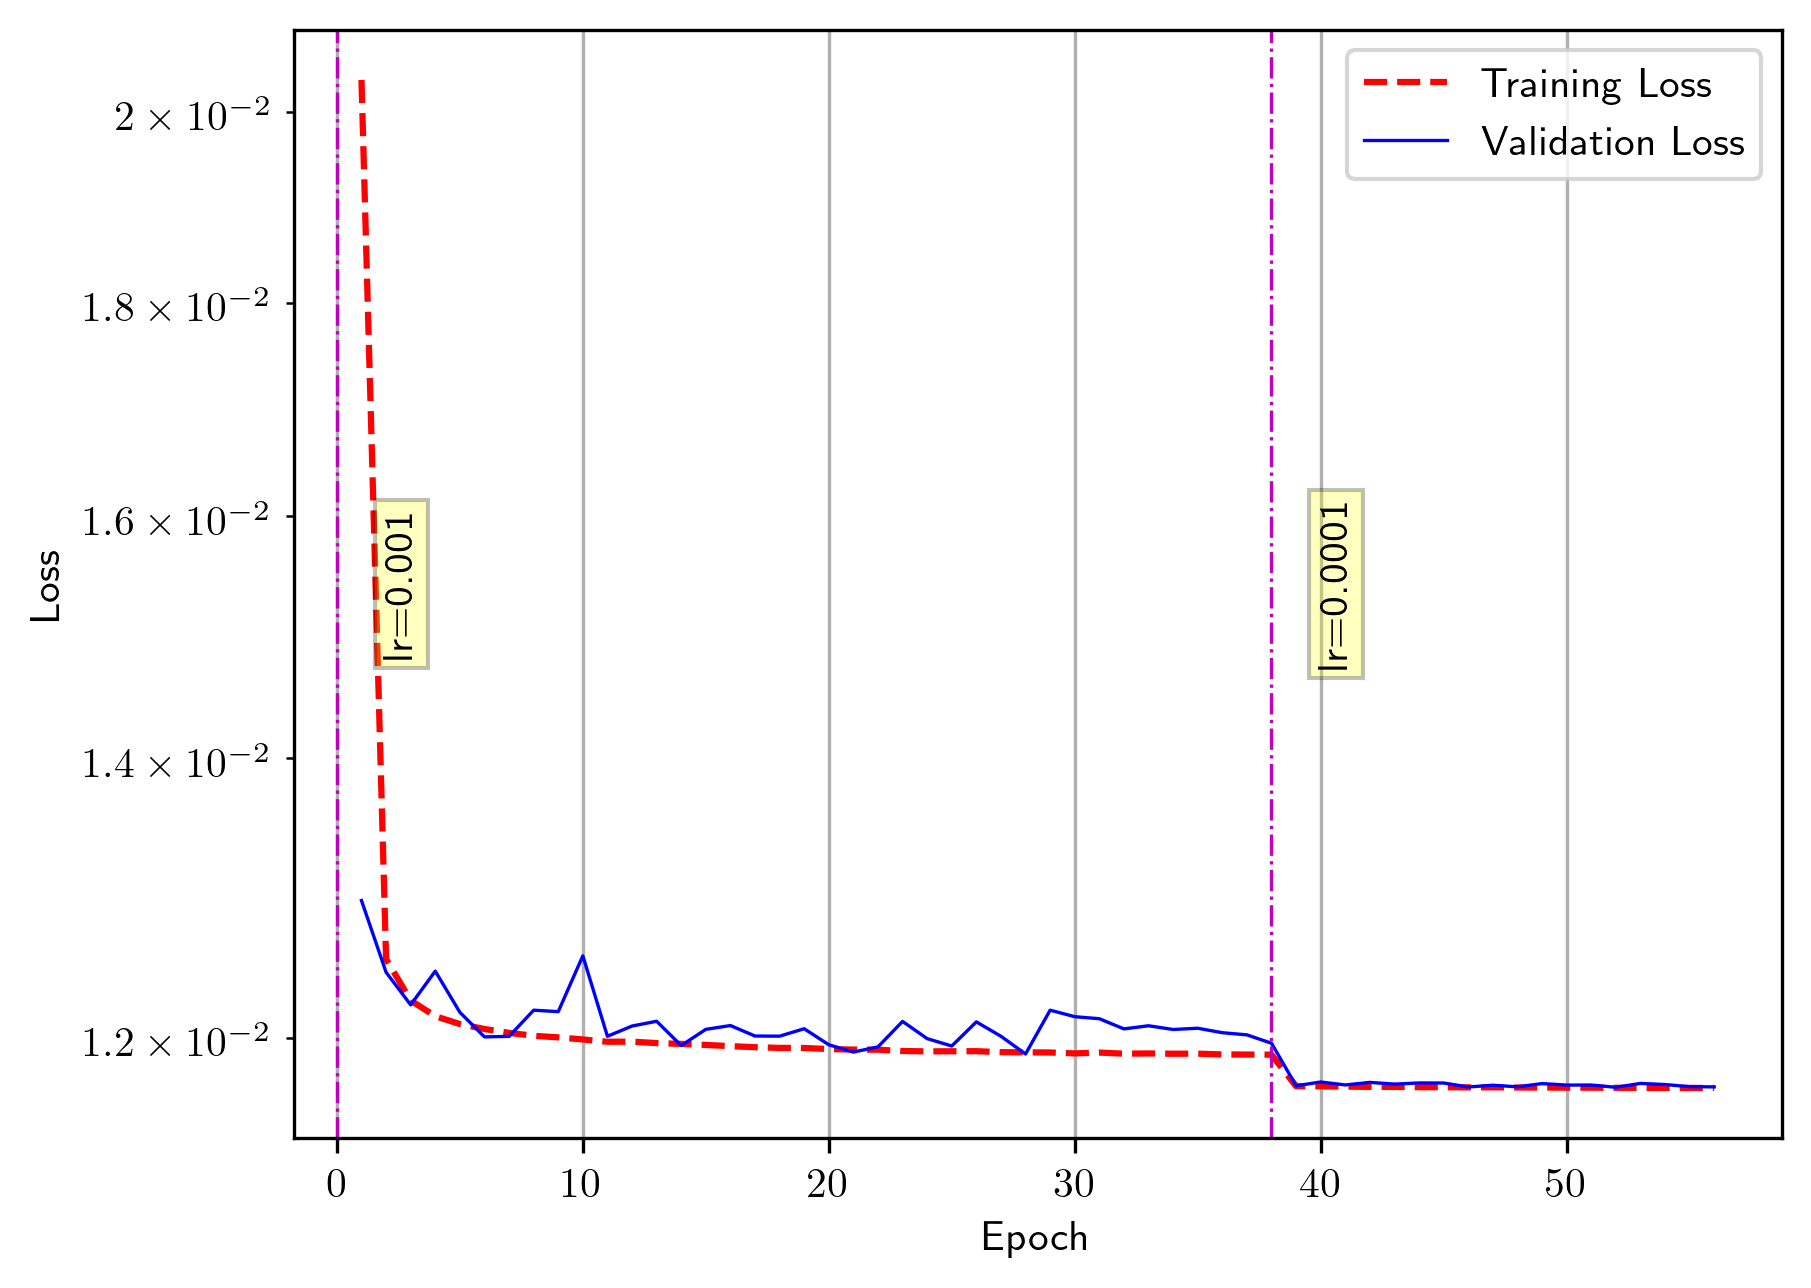 Training Loss
Validation Loss
2 × 10⁻²
1.8 × 10⁻²
1.6 × 10⁻²
1.4 × 10⁻²
1.2 × 10⁻²
Loss
lr=0.001
lr=0.0001
0 10 20 30 40 50
Epoch